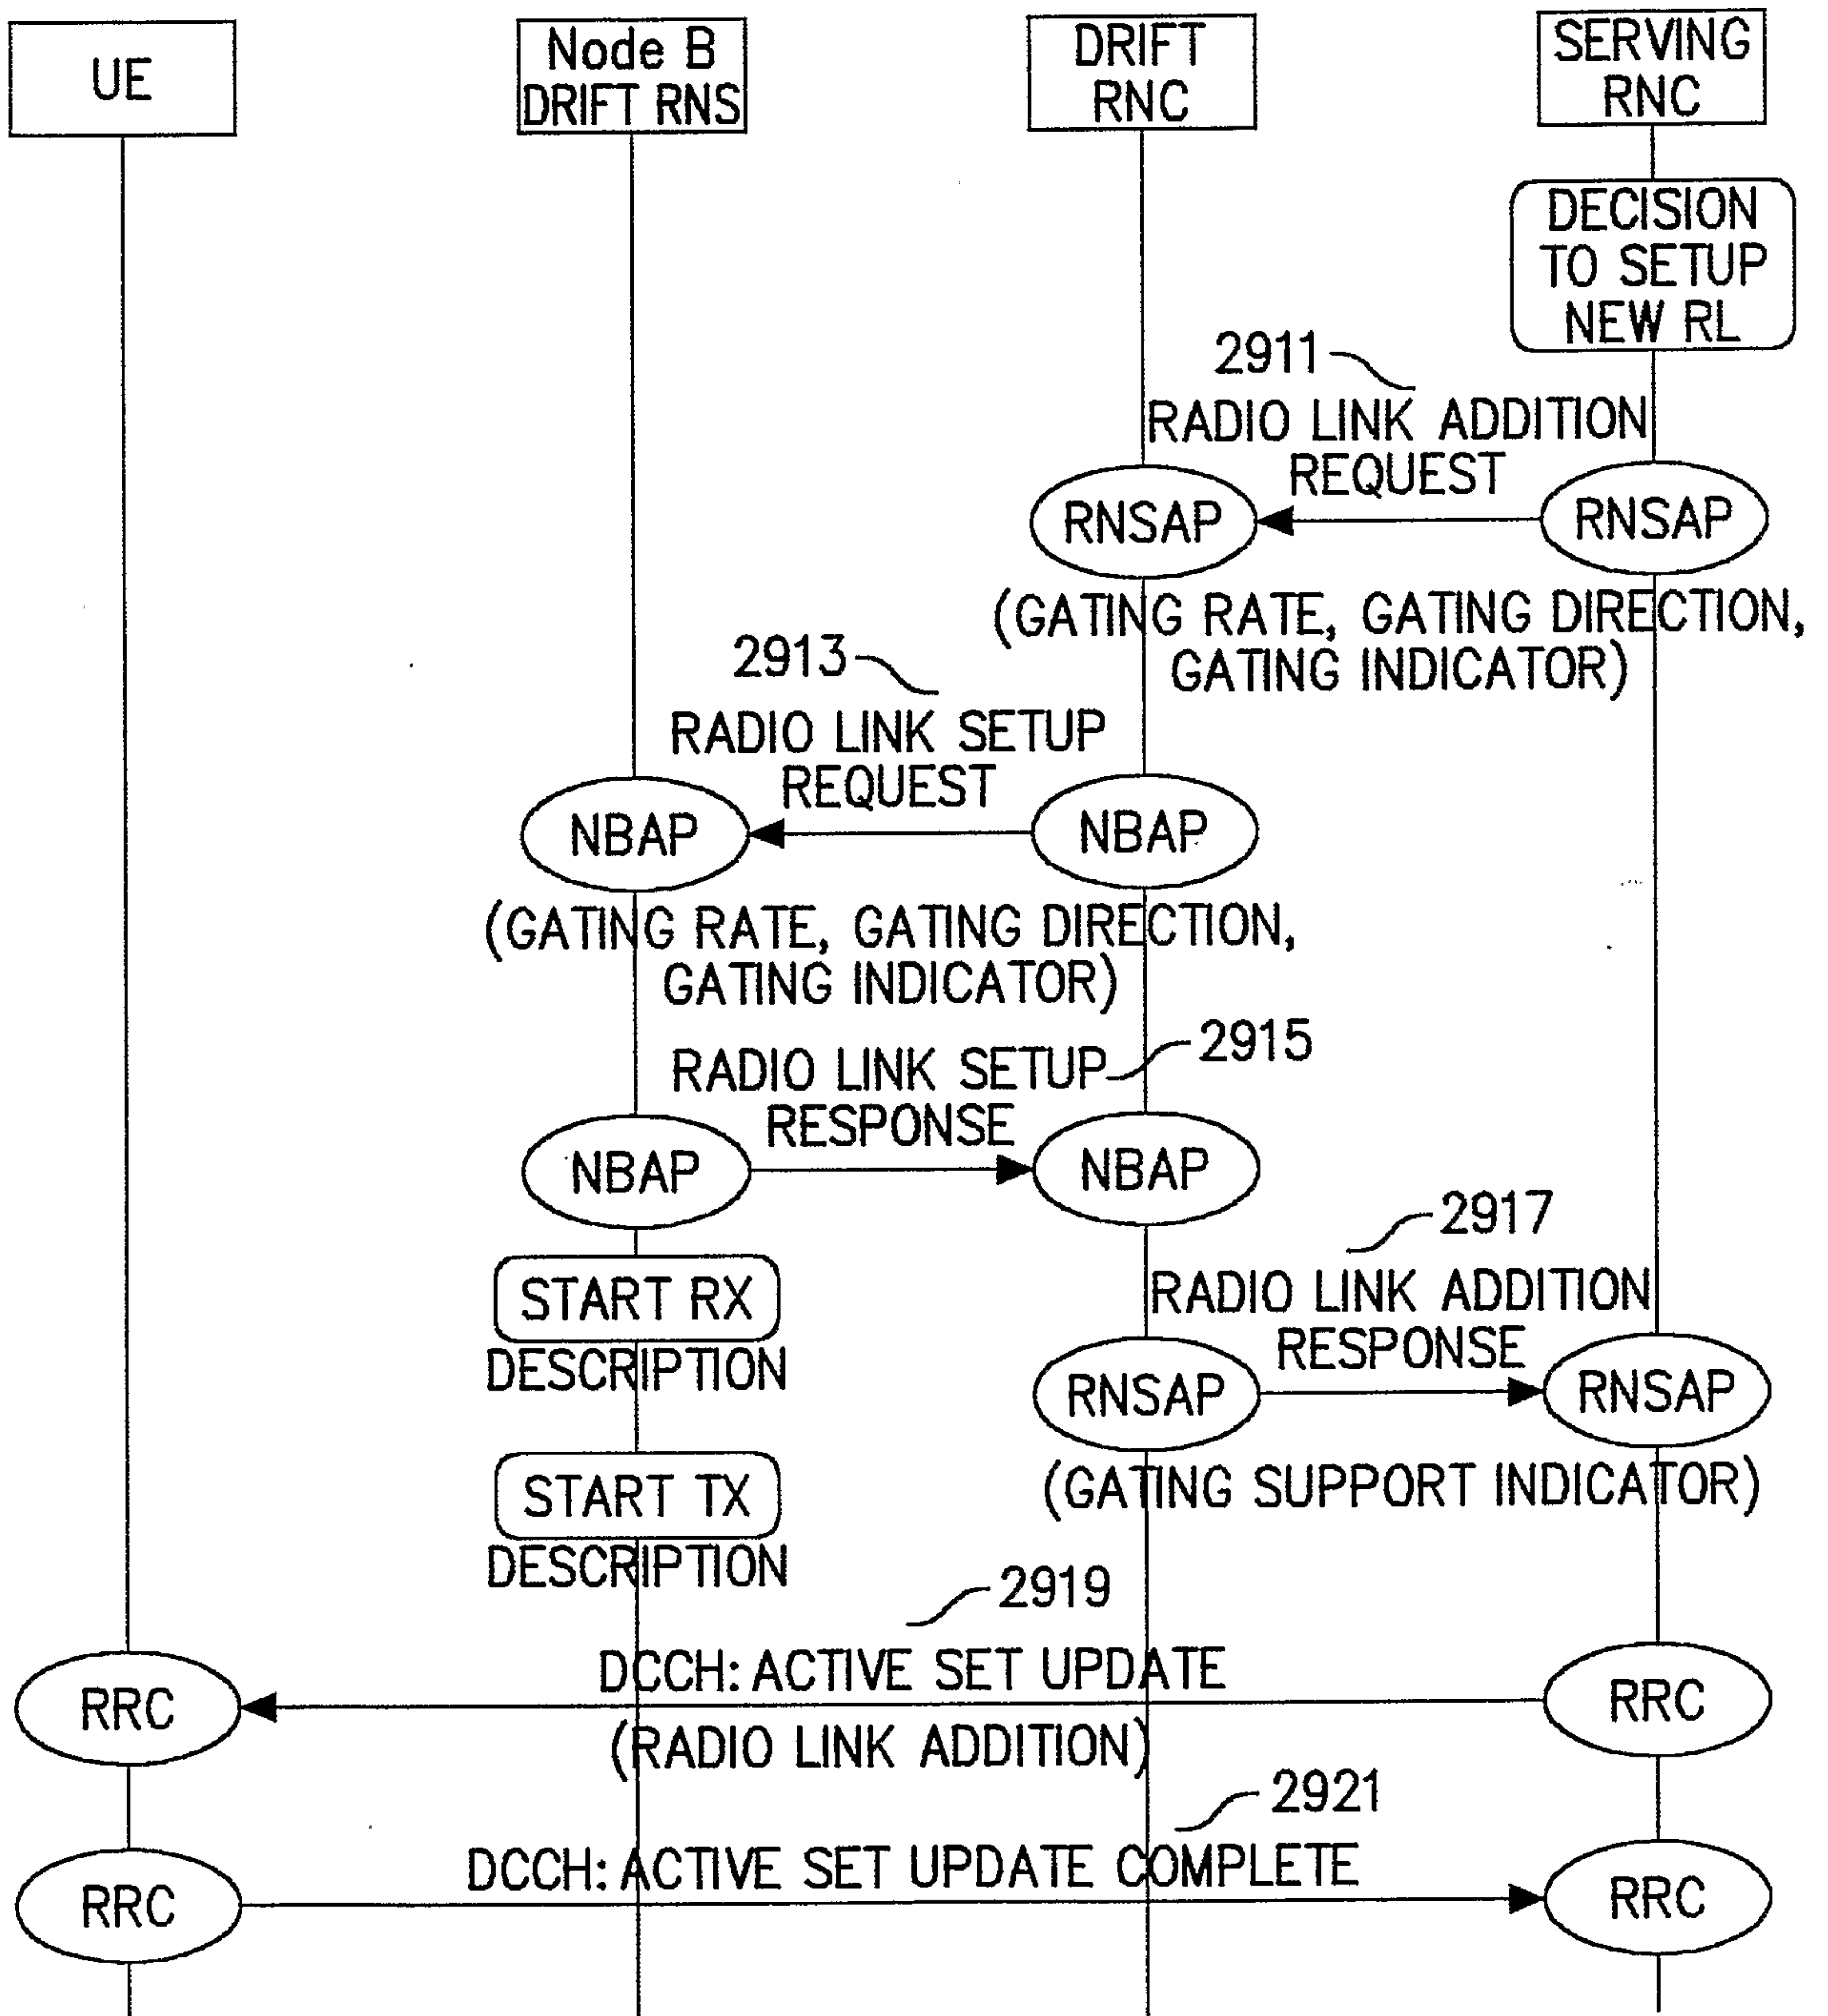 UE
Node B
DRIFT RNS
DRIFT
RNC
SERVING
RNC
DECISION
TO SETUP
NEW RL
2911
RADIO LINK ADDITION
REQUEST
RNSAP
RNSAP
(GATING RATE, GATING DIRECTION,
GATING INDICATOR)
2913
RADIO LINK SETUP
REQUEST
NBAP
NBAP
(GATING RATE, GATING DIRECTION,
GATING INDICATOR)
2915
RADIO LINK SETUP
RESPONSE
NBAP
NBAP
2917
RADIO LINK ADDITION
RESPONSE
START RX
DESCRIPTION
RNSAP
RNSAP
(GATING SUPPORT INDICATOR)
START TX
DESCRIPTION
2919
DCCH: ACTIVE SET UPDATE
RRC
RRC
(RADIO LINK ADDITION)
2921
DCCH: ACTIVE SET UPDATE COMPLETE
RRC
RRC